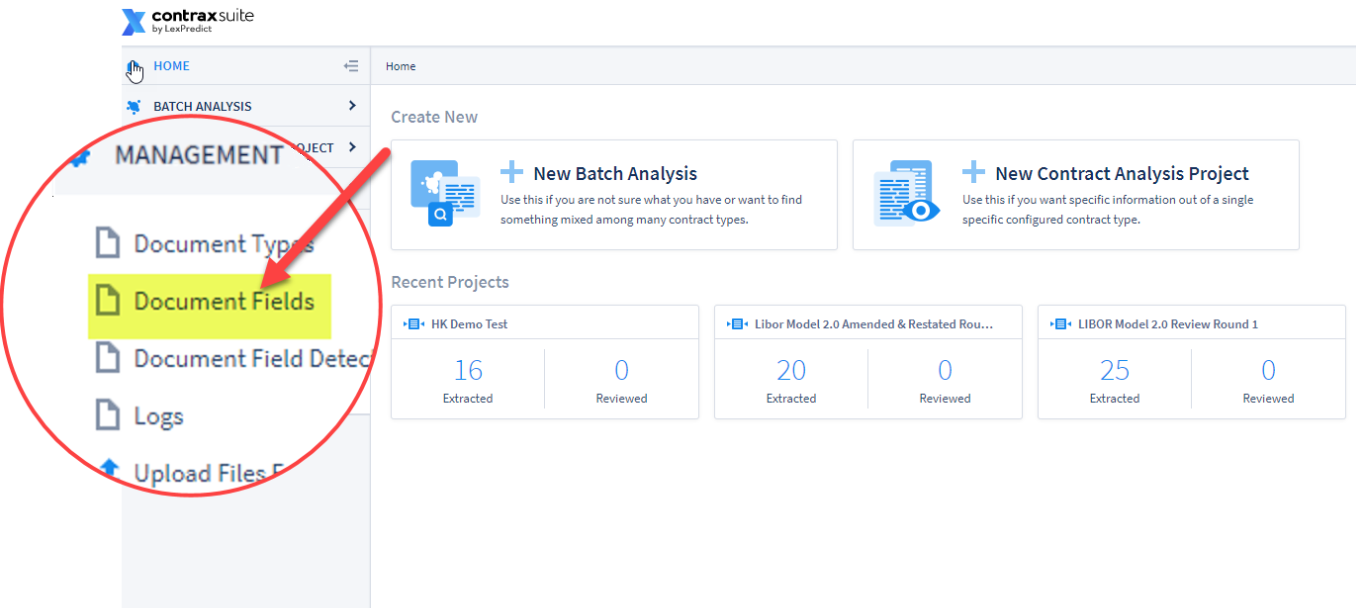 contraxsuite
by LexPredict
HOME
Home
BATCH ANALYSIS
MANAGEMENT
Document Types
Document Fields
Document Field Detec
Logs
Upload Files
Create New
New Batch Analysis
Use this if you are not sure what you have or want to find
something mixed among many contract types.
New Contract Analysis Project
Use this if you want specific information out of a single
specific configured contract type.
Recent Projects
HK Demo Test
16
0
Extracted
Reviewed
Libor Model 2.0 Amended & Restated Rou...
20
0
Extracted
Reviewed
LIBOR Model 2.0 Review Round 1
25
0
Extracted
Reviewed